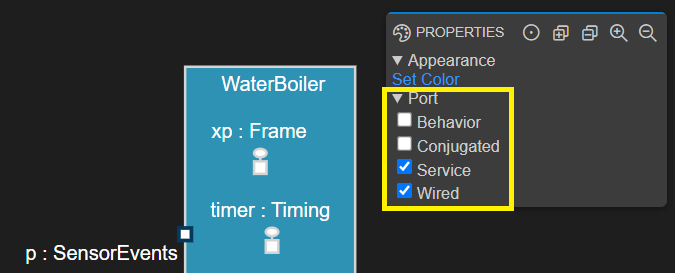 PROPERTIES
Appearance
Set Color
Port
Behavior
Conjugated
Service
Wired
WaterBoiler
xp : Frame
timer : Timing
p : SensorEvents